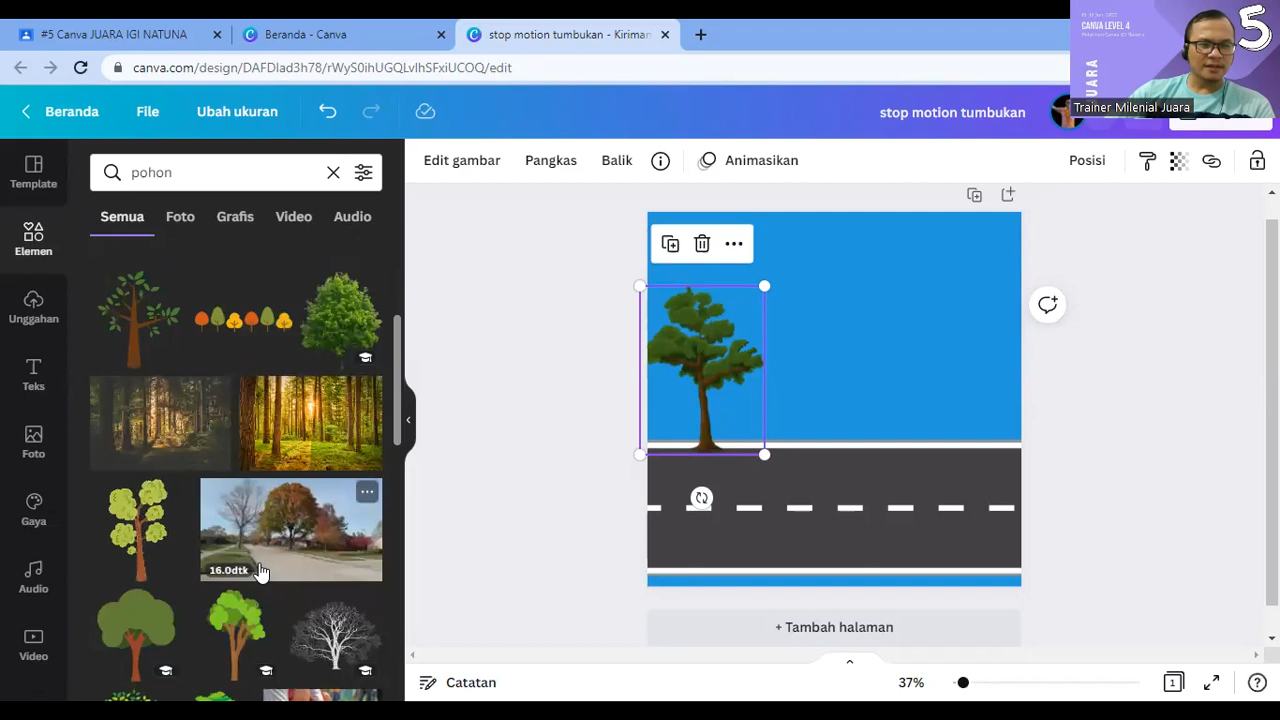 #5 Canva JUARA IGI NATUNA
Beranda - Canva
stop motion tumbukan - Kiriman
canva.com/design/DAFDlad3h78/rWyS0ihUGQLvlhSFxiUCOQ/edit
CANVA LEVEL 4
JUARA
5
Trainer Milenial Juara
Beranda
File
Ubah ukuran
stop motion tumbukan
Template
Elemen
Unggahan
Teks
Foto
Gaya
Audio
Video
pohon
Semua
Foto
Grafis
Video
Audio
16.0dtk
Edit gambar
Pangkas
Balik
Animasikan
Posisi
+ Tambah halaman
Catatan
37%
1